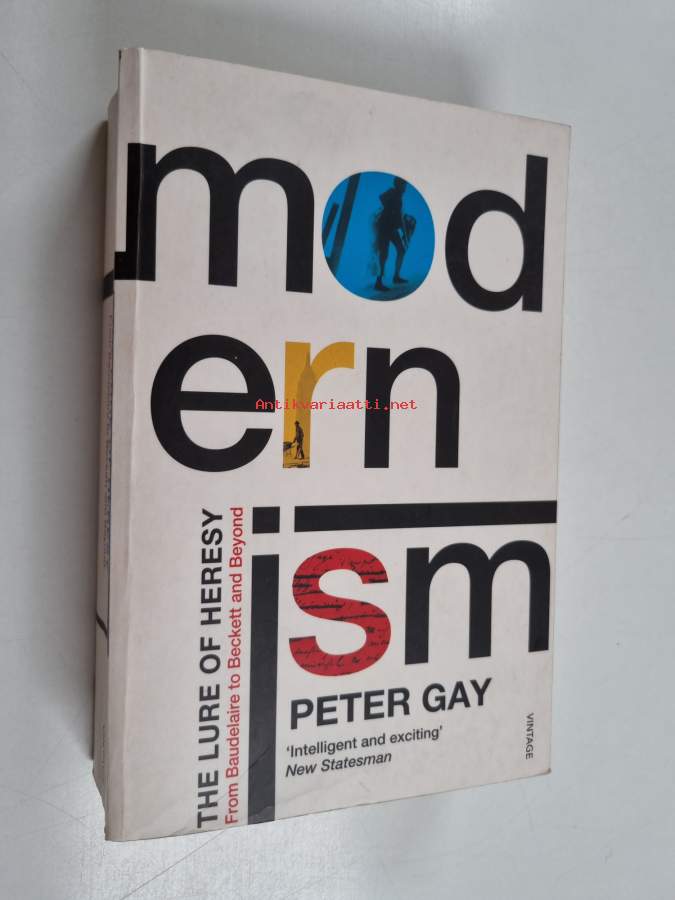 mod
ern
ism
THE LURE OF HERESY
From Baudelaire to Beckett and Beyond
PETER GAY
‘Intelligent and exciting’
New Statesman
VINTAGE
Antikvariaatti.net